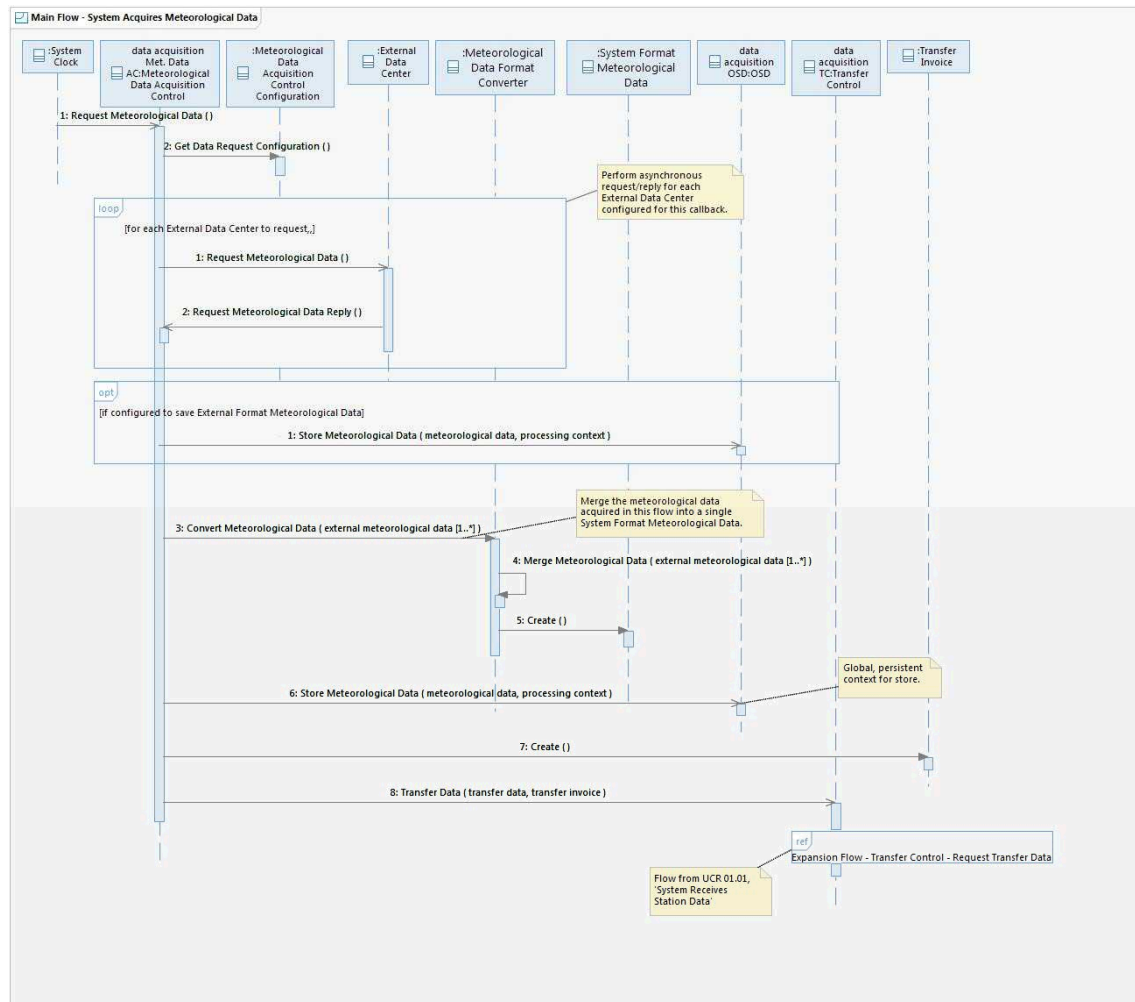 Main Flow - System Acquires Meteorological Data
:System
Clock
data acquisition
Met. Data
AC:Meteorological
Data Acquisition
Control
:Meteorological
Data
Acquisition
Control
Configuration
:External
Data
Center
:Meteorological
Data Format
Converter
:System Format
Meteorological
Data
data
acquisition
OSD:OSD
data
acquisition
TC:Transfer
Control
:Transfer
Invoice
1: Request Meteorological Data ( )
2: Get Data Request Configuration ( )
Perform asynchronous
request/reply for each
External Data Center
configured for this callback.
loop
[for each External Data Center to request,,]
1: Request Meteorological Data ( )
2: Request Meteorological Data Reply ( )
opt
[if configured to save External Format Meteorological Data]
1: Store Meteorological Data ( meteorological data, processing context )
Merge the meteorological data
acquired in this flow into a single
System Format Meteorological Data.
3: Convert Meteorological Data ( external meteorological data [1..*] )
4: Merge Meteorological Data ( external meteorological data [1..*] )
5: Create ( )
Global, persistent
context for store.
6: Store Meteorological Data ( meteorological data, processing context )
7: Create ( )
8: Transfer Data ( transfer data, transfer invoice )
ref
Expansion Flow - Transfer Control - Request Transfer Data
Flow from UCR 01.01,
'System Receives
Station Data'